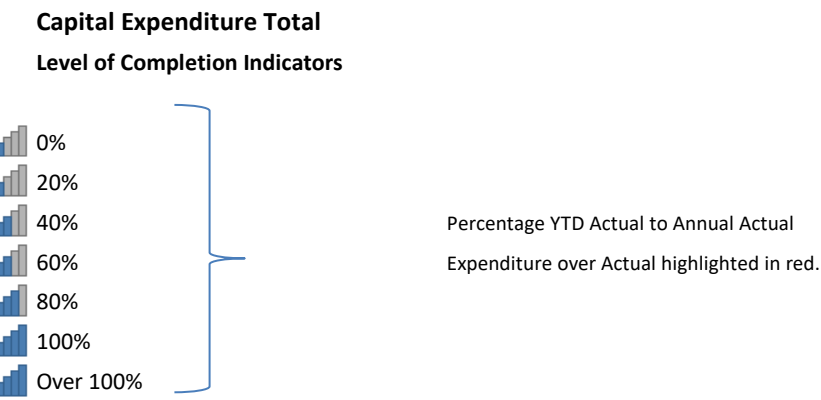 Capital Expenditure Total
Level of Completion Indicators
0%
20%
40%
60%
80%
100%
Over 100%
Percentage YTD Actual to Annual Actual
Expenditure over Actual highlighted in red.